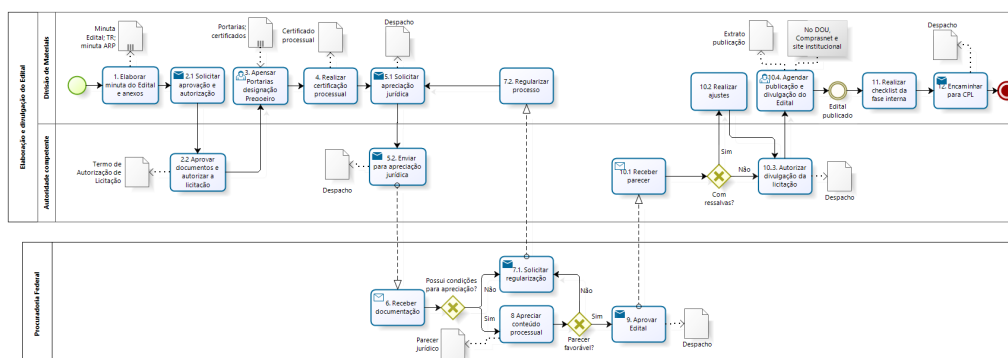 Elaboração e divulgação do Edital
Divisão de Materiais
Autoridade competente
Procuradoria Federal
Minuta
Edital; TR;
minuta ARP
Portarias;
certificados
Certificado
processual
Despacho
Extrato
publicação
No DOU,
Comprasnet e
site institucional
Despacho
1. Elaborar
minuta do Edital
e anexos
2.1 Solicitar
aprovação e
autorização
3. Apensar
Portarias
designação
Pregoeiro
4. Realizar
certificação
processual
5.1 Solicitar
apreciação
jurídica
7.2. Regularizar
processo
10.2 Realizar
ajustes
10.4. Agendar
publicação e
divulgação do
Edital
Edital
publicado
11. Realizar
checklist da
fase interna
12. Encaminhar
para CPL
Termo de
Autorização de
Licitação
2.2 Aprovar
documentos e
autorizar a
licitação
Despacho
5.2. Enviar
para apreciação
jurídica
10.1 Receber
parecer
Sim
Não
Com
ressalvas?
10.3. Autorizar
divulgação da
licitação
Despacho
6. Receber
documentação
Possui condições
para apreciação?
Não
Sim
7.1. Solicitar
regularização
8 Apreciar
conteúdo
processual
Parecer
jurídico
Não
Sim
Parecer
favorável?
9. Aprovar
Edital
Despacho